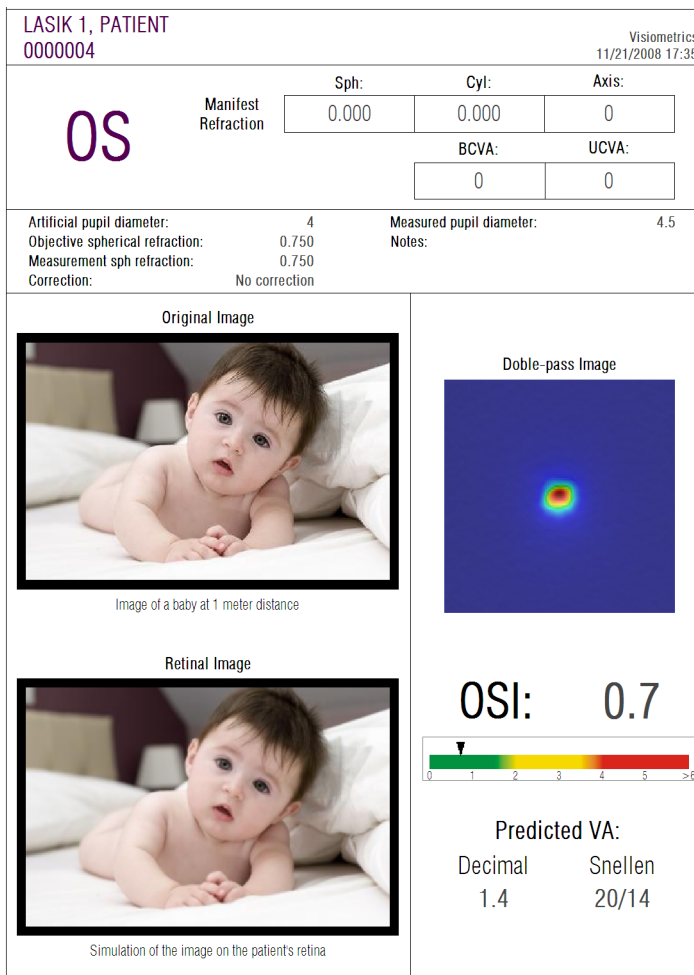 LASIK 1, PATIENT
0000004
Visiometrics
11/21/2008 17:35
OS
Manifest
Refraction
Sph: Cyl: Axis:
0.000 0.000 0
BCVA: UCVA:
0 0
Artificial pupil diameter: 4 Measured pupil diameter: 4.5
Objective spherical refraction: 0.750 Notes:
Measurement sph refraction: 0.750
Correction: No correction
Original Image
Image of a baby at 1 meter distance
Retinal Image
Simulation of the image on the patient's retina
Doble-pass Image
OSI: 0.7
0 1 2 3 4 5 >6
Predicted VA:
Decimal Snellen
1.4 20/14